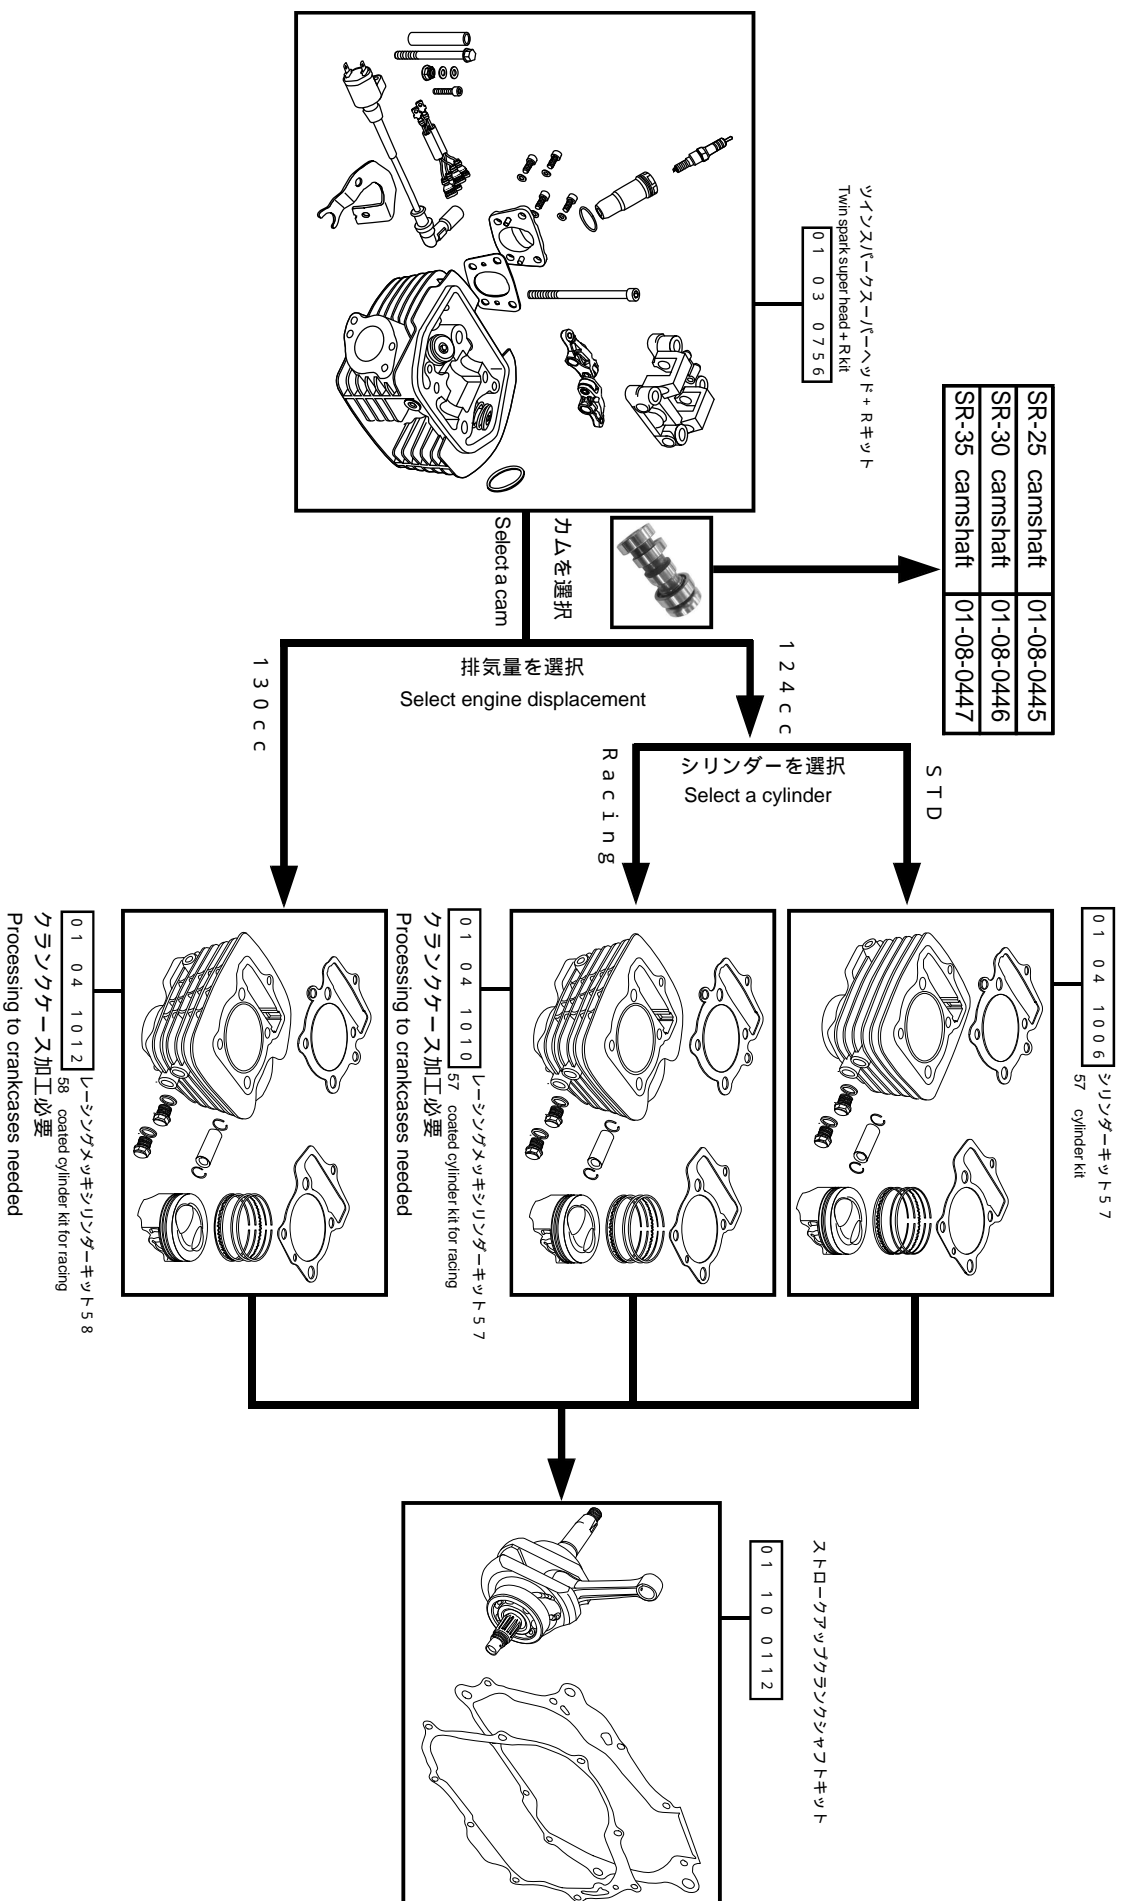 ツインスパークスーパーヘッド+Rキット
Twin spark super head + R kit
01 03 0756
SR-25 camshaft 01-08-0445
SR-30 camshaft 01-08-0446
SR-35 camshaft 01-08-0447
カムを選択
Select a cam
排気量を選択
Select engine displacement
124cc
130cc
シリンダーを選択
Select a cylinder
STD
Racing
01 04 1006
シリンダーキット57
57 cylinder kit
01 04 1010
レーシングメッキシリンダーキット57
57 coated cylinder kit for racing
クランクケース加工必要
Processing to crankcases needed
01 04 1012
レーシングメッキシリンダーキット58
58 coated cylinder kit for racing
クランクケース加工必要
Processing to crankcases needed
ストロークアップクランクシャフトキット
01 10 0112